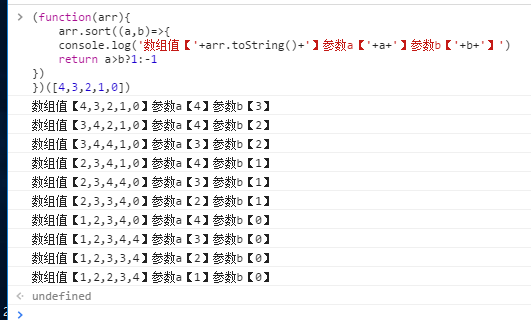 > (function(arr){
arr.sort((a,b)=>{
console.log('数组值【'+arr.toString()+'】参数a【'+a+'】参数b【'+b+'】')
return a>b?1:-1
})
})([4,3,2,1,0])
数组值【4,3,2,1,0】参数a【4】参数b【3】
数组值【3,4,2,1,0】参数a【4】参数b【2】
数组值【3,4,4,1,0】参数a【3】参数b【2】
数组值【2,3,4,1,0】参数a【4】参数b【1】
数组值【2,3,4,4,0】参数a【3】参数b【1】
数组值【2,3,3,4,0】参数a【2】参数b【1】
数组值【1,2,3,4,0】参数a【4】参数b【0】
数组值【1,2,3,4,4】参数a【3】参数b【0】
数组值【1,2,3,3,4】参数a【2】参数b【0】
数组值【1,2,2,3,4】参数a【1】参数b【0】
undefined
2
>